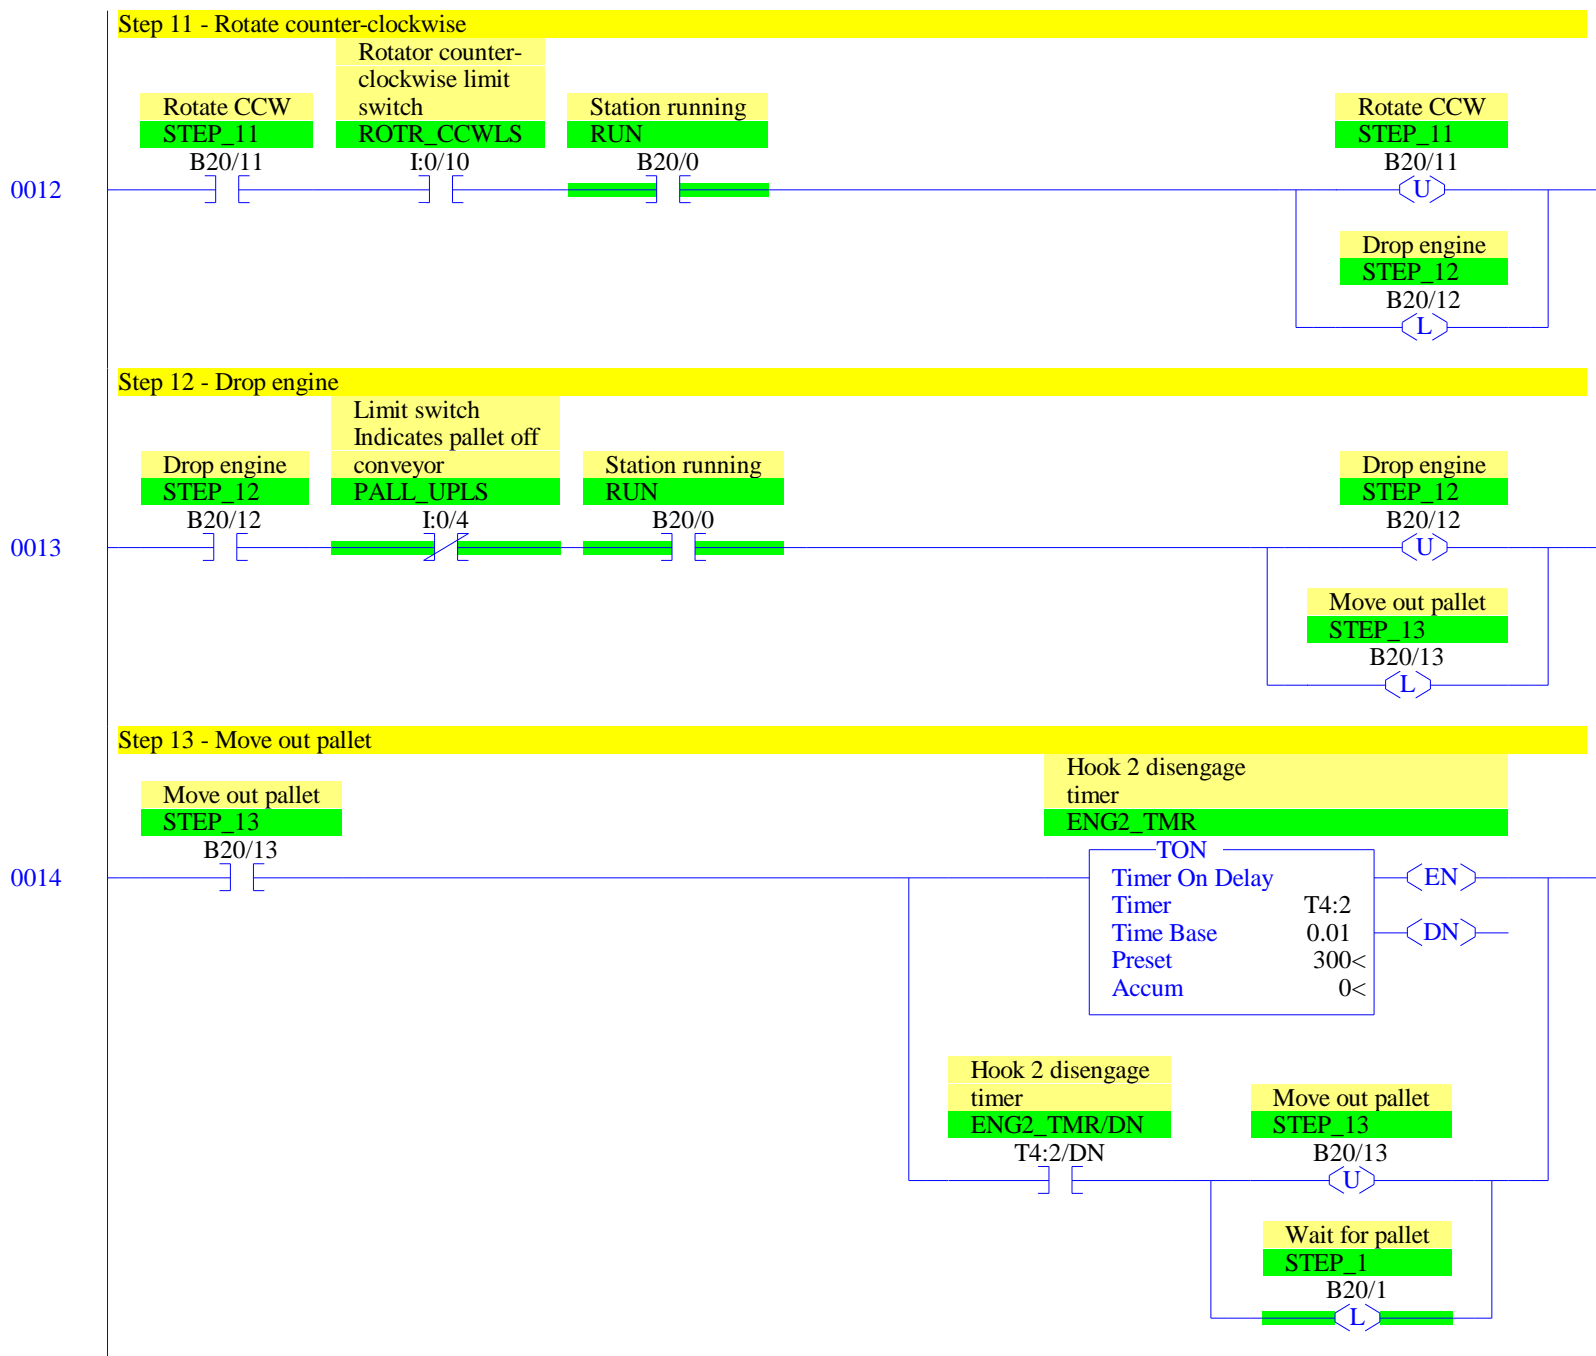 Step 11 - Rotate counter-clockwise
Rotator counter-
clockwise limit
Rotate CCW switch Station running Rotate CCW
STEP_11 ROTR_CCWLS RUN STEP_11
B20/11 I:0/10 B20/0 B20/11
0012 U
Drop engine
STEP_12
B20/12
L
Step 12 - Drop engine
Limit switch
Indicates pallet off
Drop engine conveyor Station running Drop engine
STEP_12 PALL_UPLS RUN STEP_12
B20/12 I:0/4 B20/0 B20/12
0013 U
Move out pallet
STEP_13
B20/13
L
Step 13 - Move out pallet
Hook 2 disengage
Move out pallet timer
STEP_13 ENG2_TMR
B20/13 TON
0014 Timer On Delay EN
Timer T4:2
Time Base 0.01 DN
Preset 300<
Accum 0<
Hook 2 disengage
timer Move out pallet
ENG2_TMR/DN STEP_13
T4:2/DN B20/13
U
Wait for pallet
STEP_1
B20/1
L